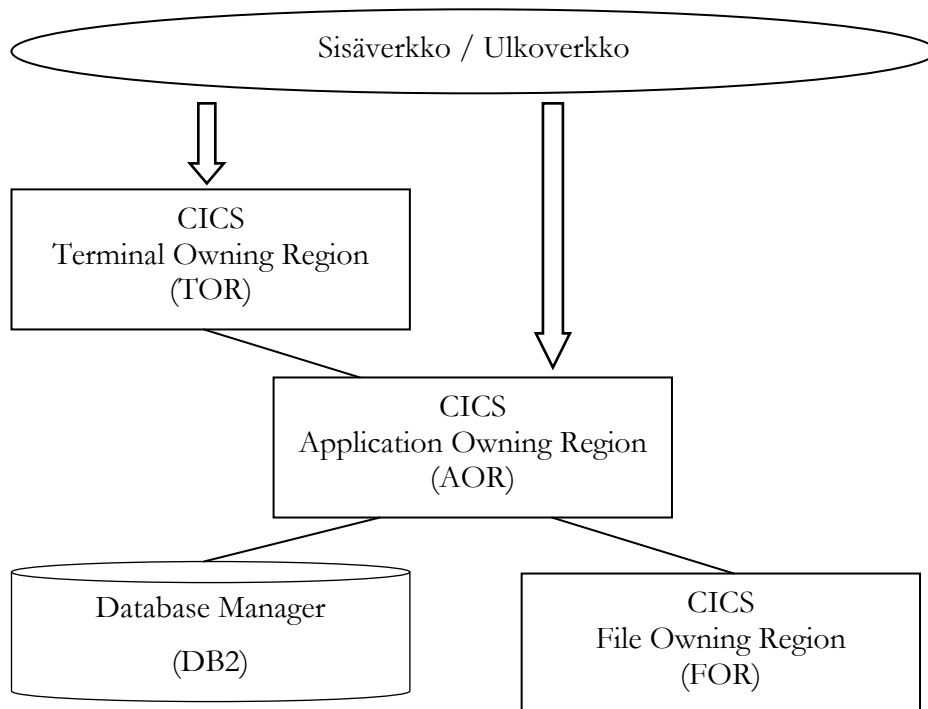 Sisäverkko / Ulkoverkko
CICS
Terminal Owning Region
(TOR)
CICS
Application Owning Region
(AOR)
Database Manager
(DB2)
CICS
File Owning Region
(FOR)